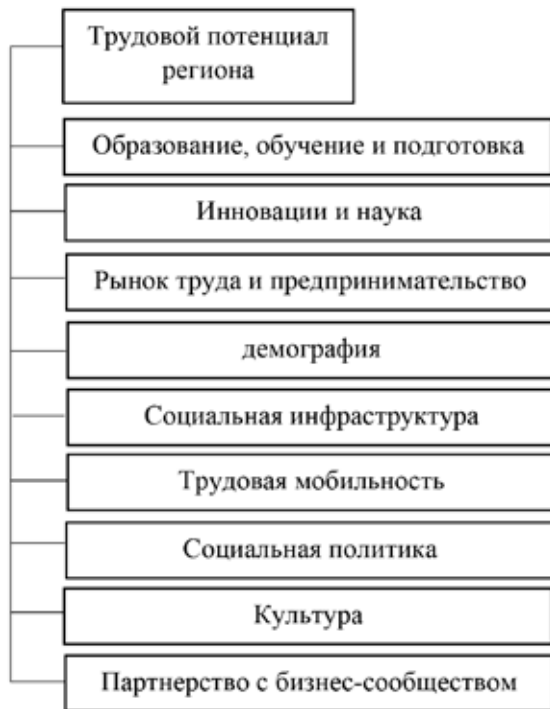 Трудовой потенциал
региона
Образование, обучение и подготовка
Инновации и наука
Рынок труда и предпринимательство
демография
Социальная инфраструктура
Трудовая мобильность
Социальная политика
Культура
Партнерство с бизнес-сообществом